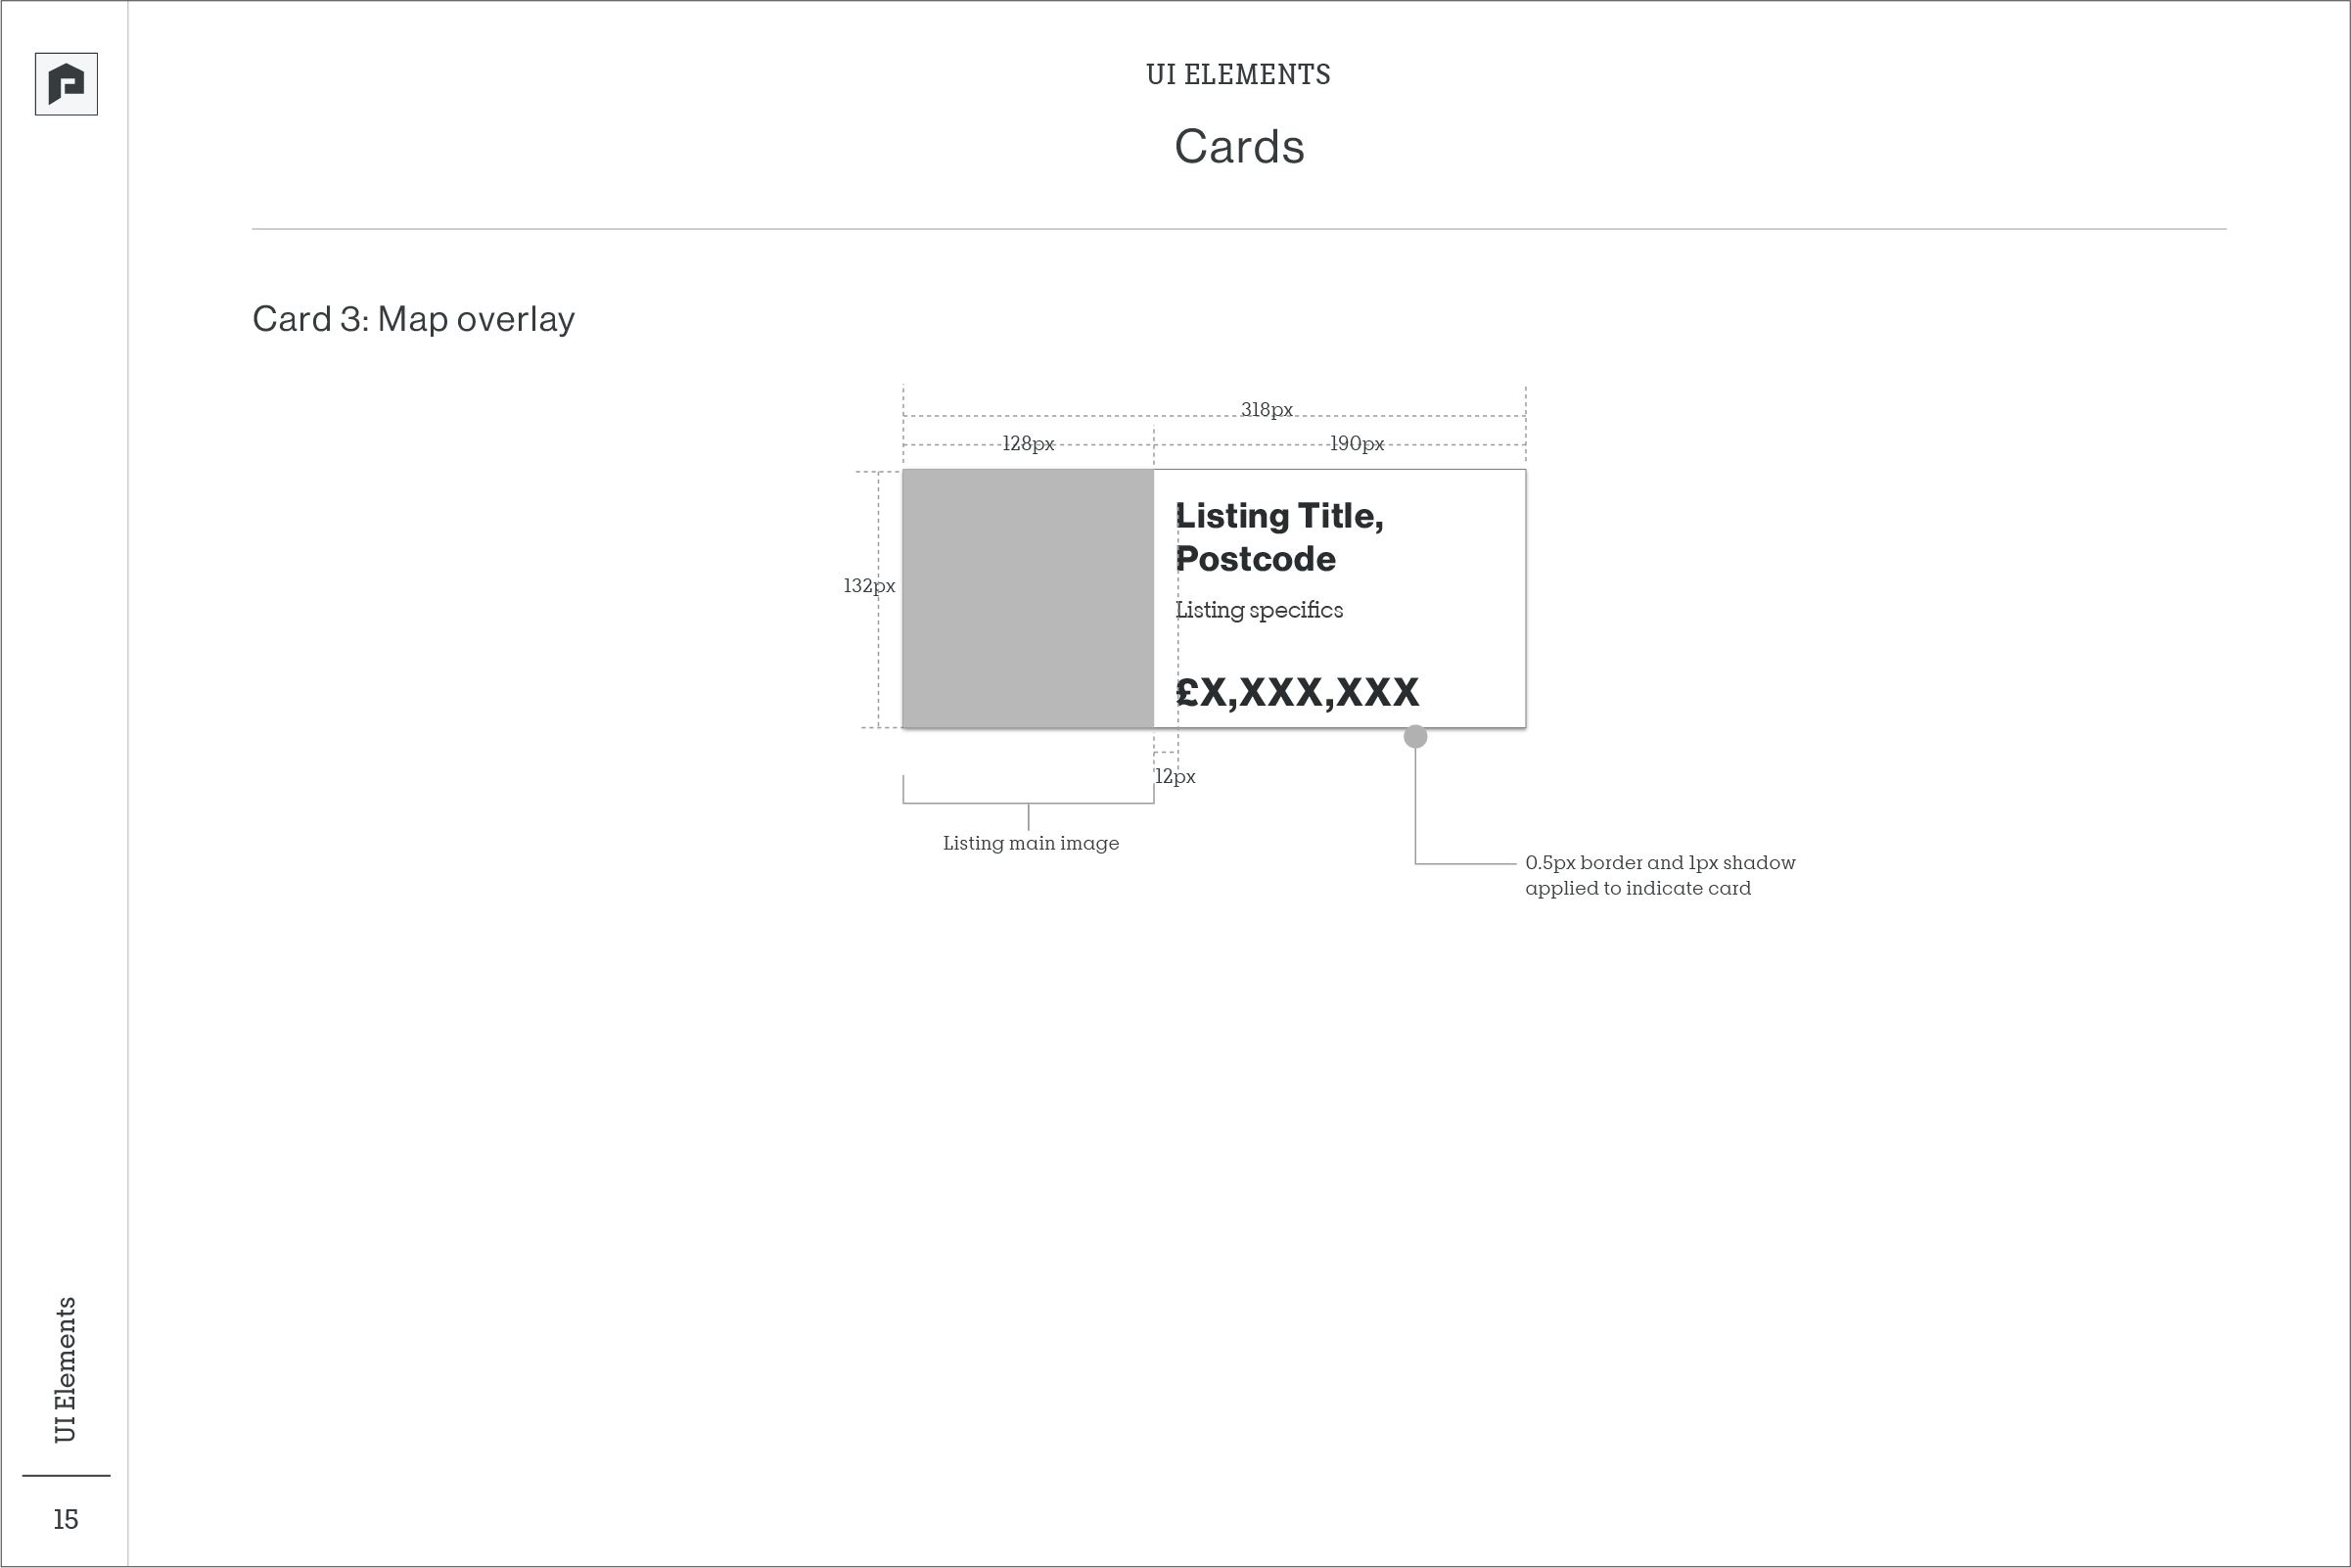 UI ELEMENTS
Cards
Card 3: Map overlay
318px
128px
190px
Listing Title,
Postcode
132px
Listing specifics
£X,XXX,XXX
12px
Listing main image
0.5px border and 1px shadow
applied to indicate card
UI Elements
15